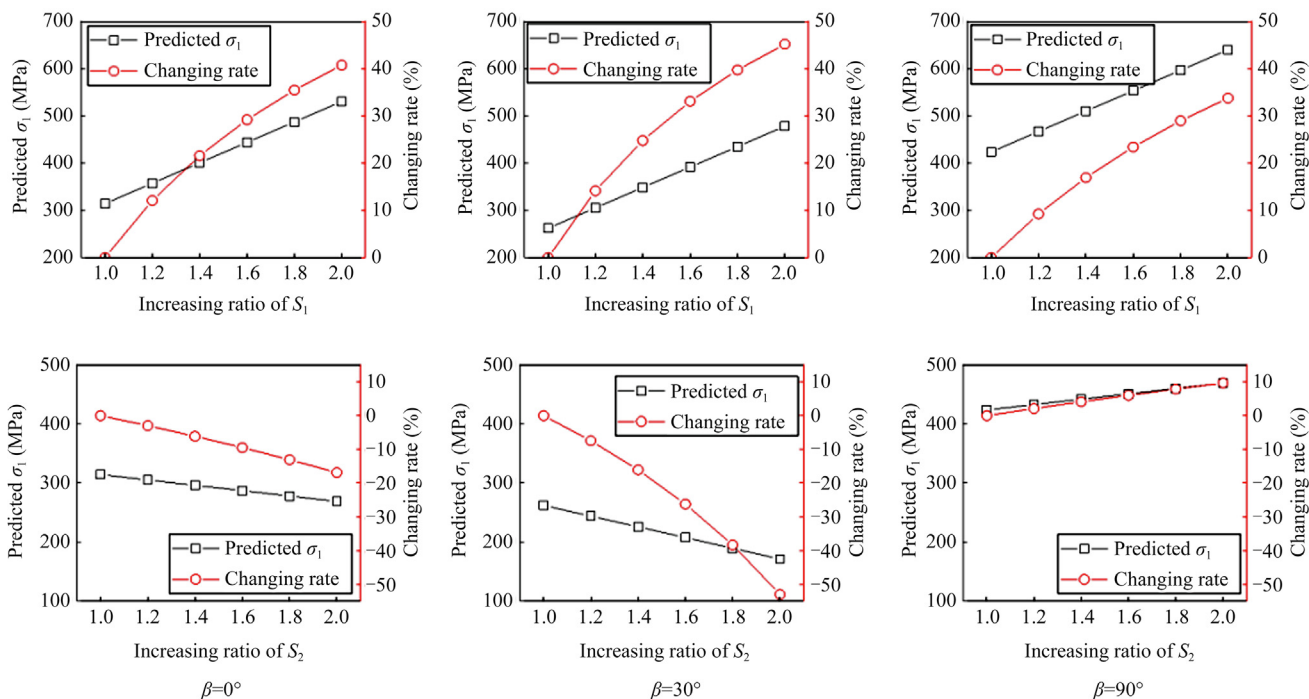 700
600
500
400
300
200
Predicted σ₁ (MPa)
Predicted σ₁
Changing rate
50
40
30
20
10
0
Changing rate (%)
1.0 1.2 1.4 1.6 1.8 2.0
Increasing ratio of S₁
700
600
500
400
300
200
Predicted σ₁ (MPa)
Predicted σ₁
Changing rate
50
40
30
20
10
0
Changing rate (%)
1.0 1.2 1.4 1.6 1.8 2.0
Increasing ratio of S₁
700
600
500
400
300
200
Predicted σ₁ (MPa)
Predicted σ₁
Changing rate
50
40
30
20
10
0
Changing rate (%)
1.0 1.2 1.4 1.6 1.8 2.0
Increasing ratio of S₁
500
400
300
200
100
Predicted σ₁ (MPa)
Predicted σ₁
Changing rate
10
0
−10
−20
−30
−40
−50
Changing rate (%)
1.0 1.2 1.4 1.6 1.8 2.0
Increasing ratio of S₂
β=0°
500
400
300
200
100
Predicted σ₁ (MPa)
Predicted σ₁
Changing rate
10
0
−10
−20
−30
−40
−50
Changing rate (%)
1.0 1.2 1.4 1.6 1.8 2.0
Increasing ratio of S₂
β=30°
500
400
300
200
100
Predicted σ₁ (MPa)
Predicted σ₁
Changing rate
10
0
−10
−20
−30
−40
−50
Changing rate (%)
1.0 1.2 1.4 1.6 1.8 2.0
Increasing ratio of S₂
β=90°